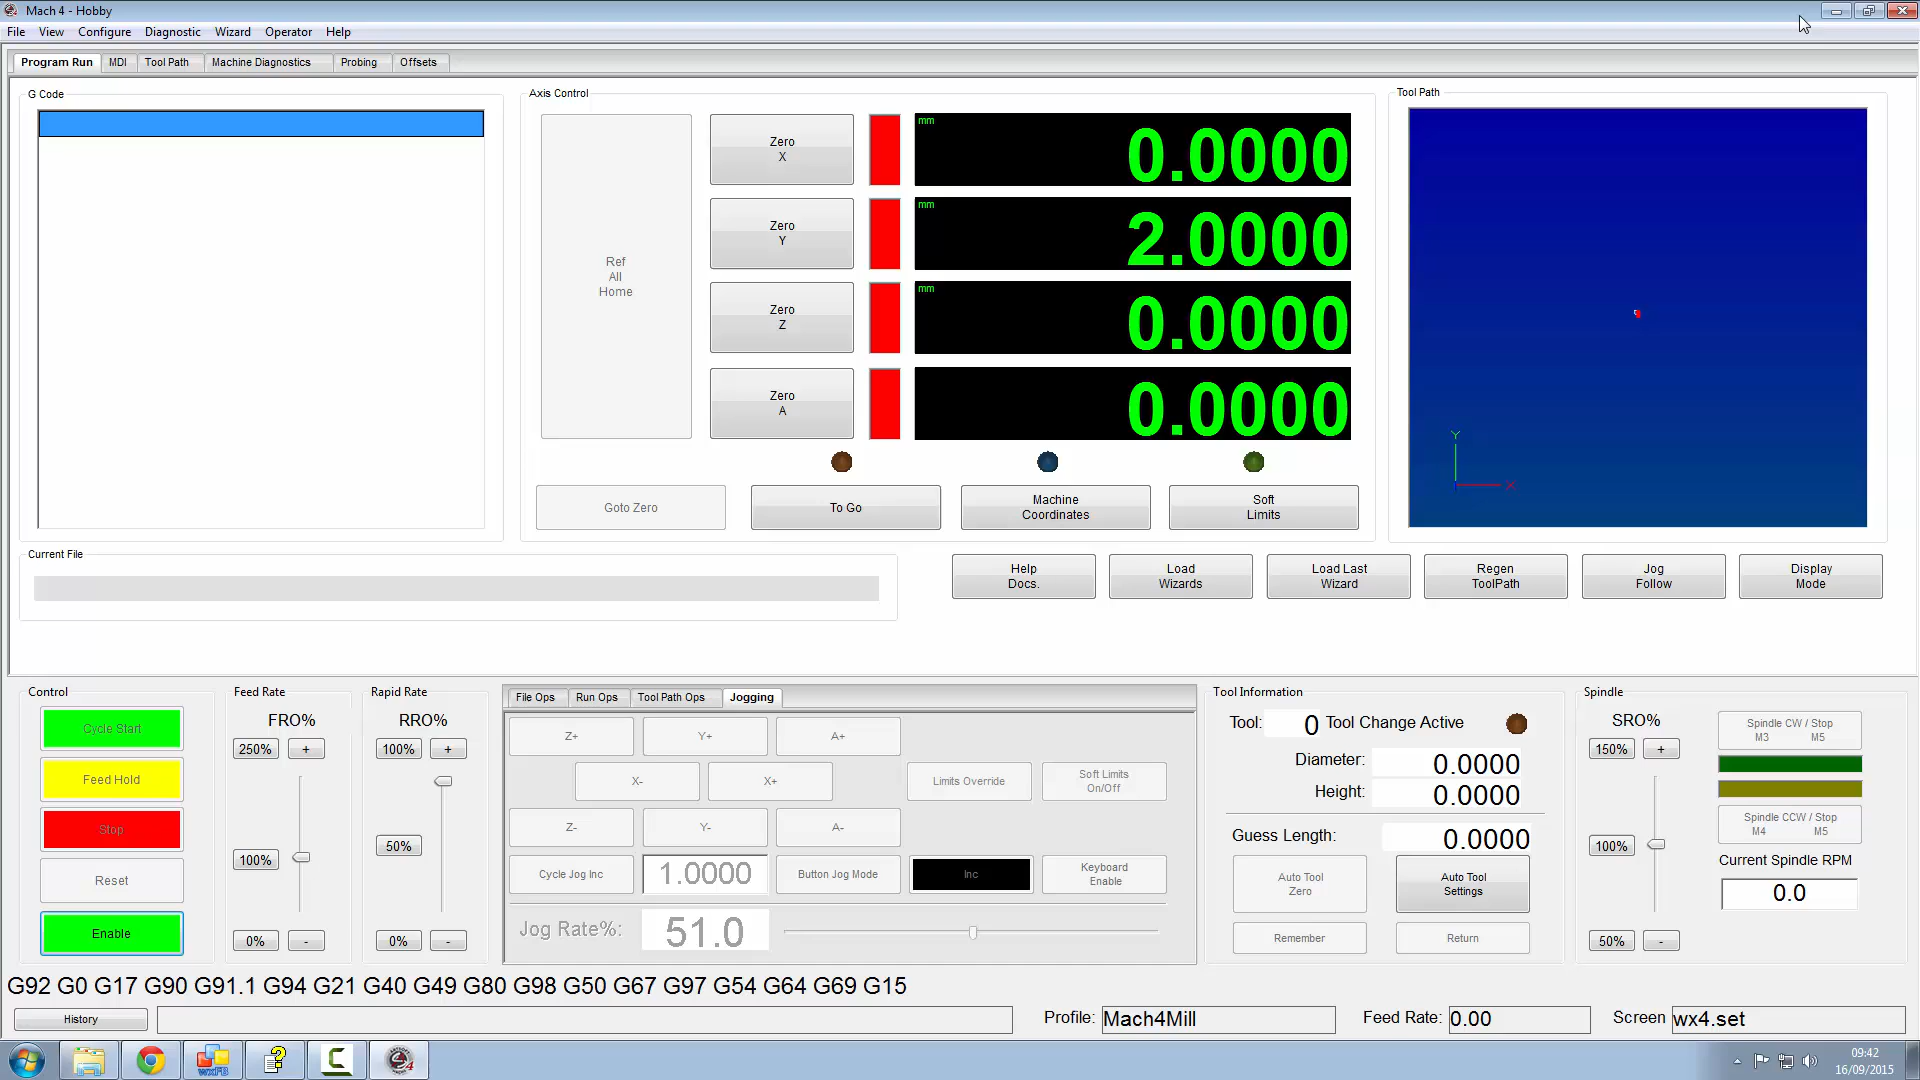 Mach 4 - Hobby
File View Configure Diagnostic Wizard Operator Help
Program Run MDI Tool Path Machine Diagnostics Probing Offsets
G Code
Axis Control
Ref
All
Home
Zero
X
mm
0.0000
Zero
Y
mm
2.0000
Zero
Z
mm
0.0000
Zero
A
0.0000
Goto Zero
To Go
Machine
Coordinates
Soft
Limits
Tool Path
Y
X
Current File
Help
Docs.
Load
Wizards
Load Last
Wizard
Regen
ToolPath
Jog
Follow
Display
Mode
Control
Cycle Start
Feed Hold
Stop
Reset
Enable
Feed Rate
FRO%
250% +
100%
0% -
Rapid Rate
RRO%
100% +
50%
0% -
File Ops Run Ops Tool Path Ops Jogging
Z+ Y+ A+
X- X+ Limits Override
Soft Limits
On/Off
Z- Y- A-
Cycle Jog Inc 1.0000 Button Jog Mode Inc
Keyboard
Enable
Jog Rate%: 51.0
Tool Information
Tool: 0 Tool Change Active
Diameter: 0.0000
Height: 0.0000
Guess Length: 0.0000
Auto Tool
Zero
Auto Tool
Settings
Remember Return
Spindle
SRO%
150% +
100%
50% -
Spindle CW / Stop
M3 M5
Spindle CCW / Stop
M4 M5
Current Spindle RPM
0.0
G92 G0 G17 G90 G91.1 G94 G21 G40 G49 G80 G98 G50 G67 G97 G54 G64 G69 G15
History
Profile: Mach4Mill Feed Rate: 0.00 Screen wx4.set
wxFB
09:42
16/09/2015